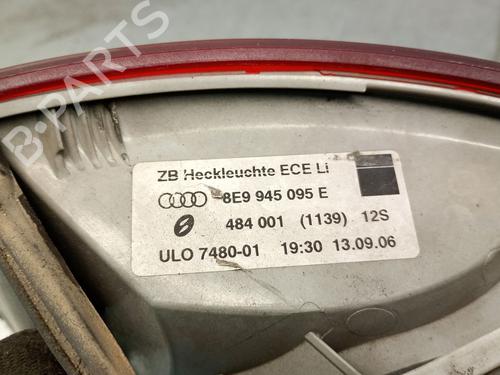 B-PARTS
ZB Heckleuchte ECE Li
8E9 945 095 E
484 001 (1139) 12S
ULO 7480-01 19:30 13.09.06